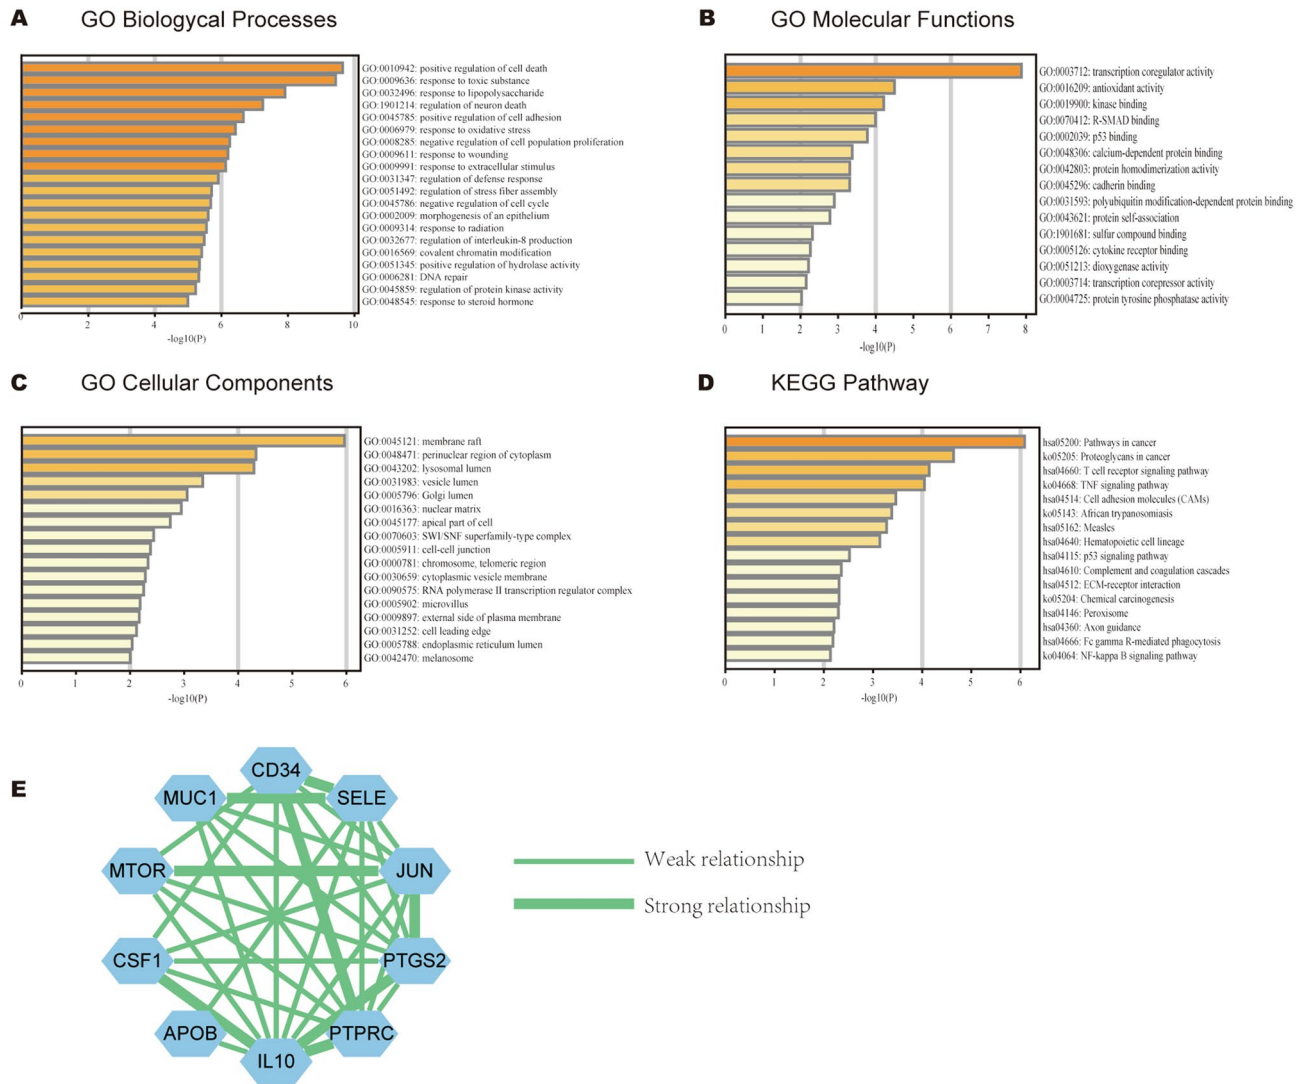 A GO Biologycal Processes
GO:0010942: positive regulation of cell death
GO:0009636: response to toxic substance
GO:0032496: response to lipopolysaccharide
GO:1901214: regulation of neuron death
GO:0045785: positive regulation of cell adhesion
GO:0006979: response to oxidative stress
GO:0008285: negative regulation of cell population proliferation
GO:0009611: response to wounding
GO:0009991: response to extracellular stimulus
GO:0031347: regulation of defense response
GO:0051492: regulation of stress fiber assembly
GO:0045786: negative regulation of cell cycle
GO:0002009: morphogenesis of an epithelium
GO:0009314: response to radiation
GO:0032677: regulation of interleukin-8 production
GO:0016569: covalent chromatin modification
GO:0051345: positive regulation of hydrolase activity
GO:0006281: DNA repair
GO:0045859: regulation of protein kinase activity
GO:0048545: response to steroid hormone
0 2 4 6 8 10
-log10(P)
B GO Molecular Functions
GO:0003712: transcription coregulator activity
GO:0016209: antioxidant activity
GO:0019900: kinase binding
GO:0070412: R-SMAD binding
GO:0002039: p53 binding
GO:0048306: calcium-dependent protein binding
GO:0042803: protein homodimerization activity
GO:0045296: cadherin binding
GO:0031593: polyubiquitin modification-dependent protein binding
GO:0043621: protein self-association
GO:1901681: sulfur compound binding
GO:0005126: cytokine receptor binding
GO:0051213: dioxygenase activity
GO:0003714: transcription corepressor activity
GO:0004725: protein tyrosine phosphatase activity
0 1 2 3 4 5 6 7 8
-log10(P)
C GO Cellular Components
GO:0045121: membrane raft
GO:0048471: perinuclear region of cytoplasm
GO:0043202: lysosomal lumen
GO:0031983: vesicle lumen
GO:0005796: Golgi lumen
GO:0016363: nuclear matrix
GO:0045177: apical part of cell
GO:0070603: SWI/SNF superfamily-type complex
GO:0005911: cell-cell junction
GO:0000781: chromosome, telomeric region
GO:0030659: cytoplasmic vesicle membrane
GO:0090575: RNA polymerase II transcription regulator complex
GO:0005902: microvillus
GO:0009897: external side of plasma membrane
GO:0031252: cell leading edge
GO:0005788: endoplasmic reticulum lumen
GO:0042470: melanosome
0 1 2 3 4 5 6
-log10(P)
D KEGG Pathway
hsa05200: Pathways in cancer
ko05205: Proteoglycans in cancer
hsa04660: T cell receptor signaling pathway
ko04668: TNF signaling pathway
hsa04514: Cell adhesion molecules (CAMs)
ko05143: African trypanosomiasis
hsa05162: Measles
hsa04640: Hematopoietic cell lineage
hsa04115: p53 signaling pathway
hsa04610: Complement and coagulation cascades
hsa04512: ECM-receptor interaction
ko05204: Chemical carcinogenesis
hsa04146: Peroxisome
hsa04360: Axon guidance
hsa04666: Fc gamma R-mediated phagocytosis
ko04064: NF-kappa B signaling pathway
0 1 2 3 4 5 6
-log10(P)
E
CD34
MUC1
SELE
MTOR
JUN
CSF1
PTGS2
APOB
PTPRC
IL10
Weak relationship
Strong relationship